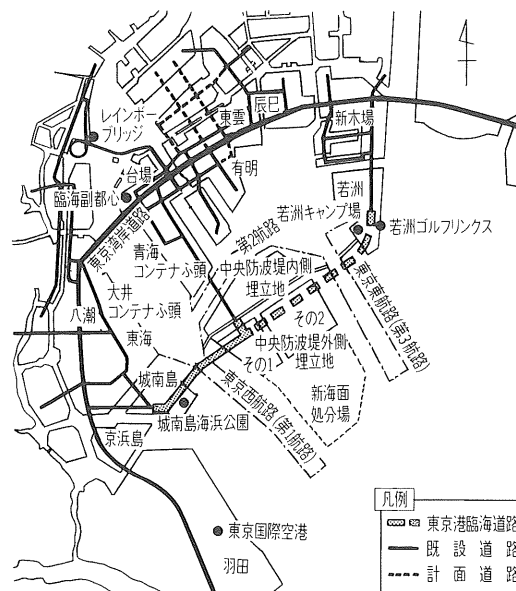 辰巳
新木場
東雲
レインボー
ブリッジ
有明
台場
若洲
臨海副都心
若洲キャンプ場
若洲ゴルフリンクス
東京湾岸道路
第2航路
青海
コンテナふ頭
中央防波堤内側
埋立地
東京東航路(第3航路)
大井
コンテナふ頭
八潮
その2
東海
中央防波堤外側
埋立地
その1
城南島
東京西航路(第1航路)
新海面
処分場
城南島海浜公園
京浜島
東京国際空港
羽田
凡例
東京港臨海道路
既設道路
計画道路